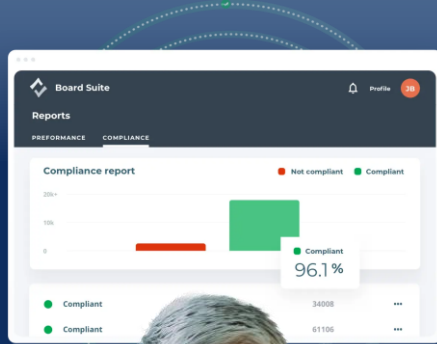 Board Suite
Profile
JB
Reports
PREFORMANCE COMPLIANCE
Compliance report
Not compliant Compliant
20k+
10k
0
Compliant
96.1%
Compliant 34008
Compliant 61106